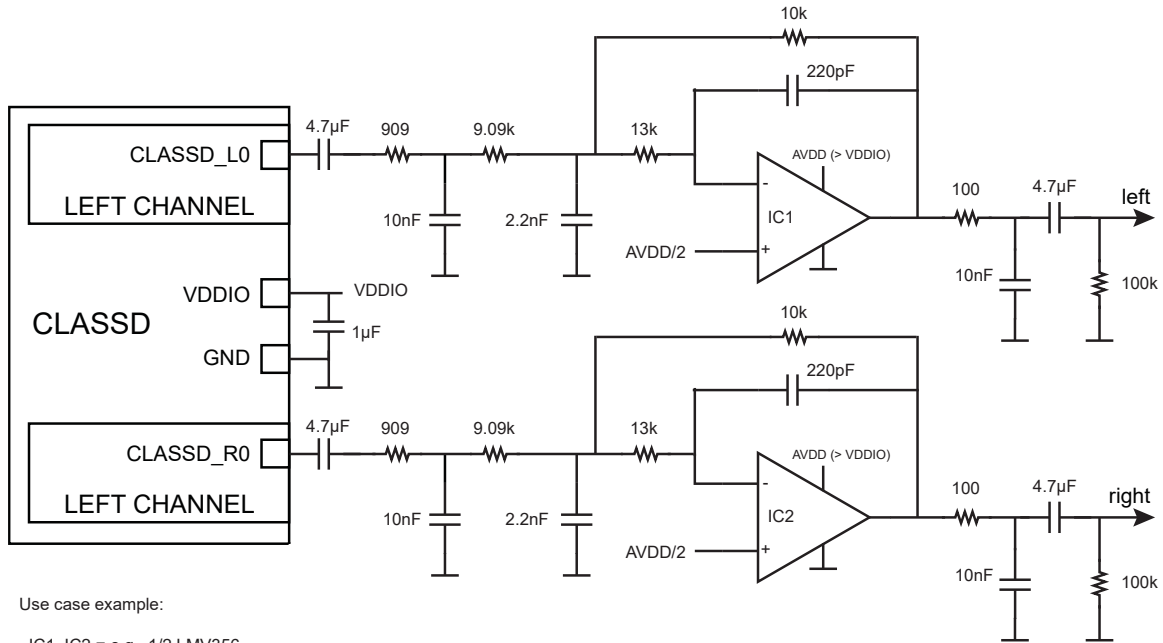 10k
220pF
4.7µF
909
9.09k
13k
CLASSD_L0
AVDD (> VDDIO)
LEFT CHANNEL
10nF
2.2nF
-
IC1
+
AVDD/2
100
4.7µF
left
10nF
100k
VDDIO
VDDIO
CLASSD
1µF
GND
10k
220pF
4.7µF
909
9.09k
13k
CLASSD_R0
AVDD (> VDDIO)
LEFT CHANNEL
10nF
2.2nF
-
IC2
+
AVDD/2
100
4.7µF
right
10nF
100k
Use case example: